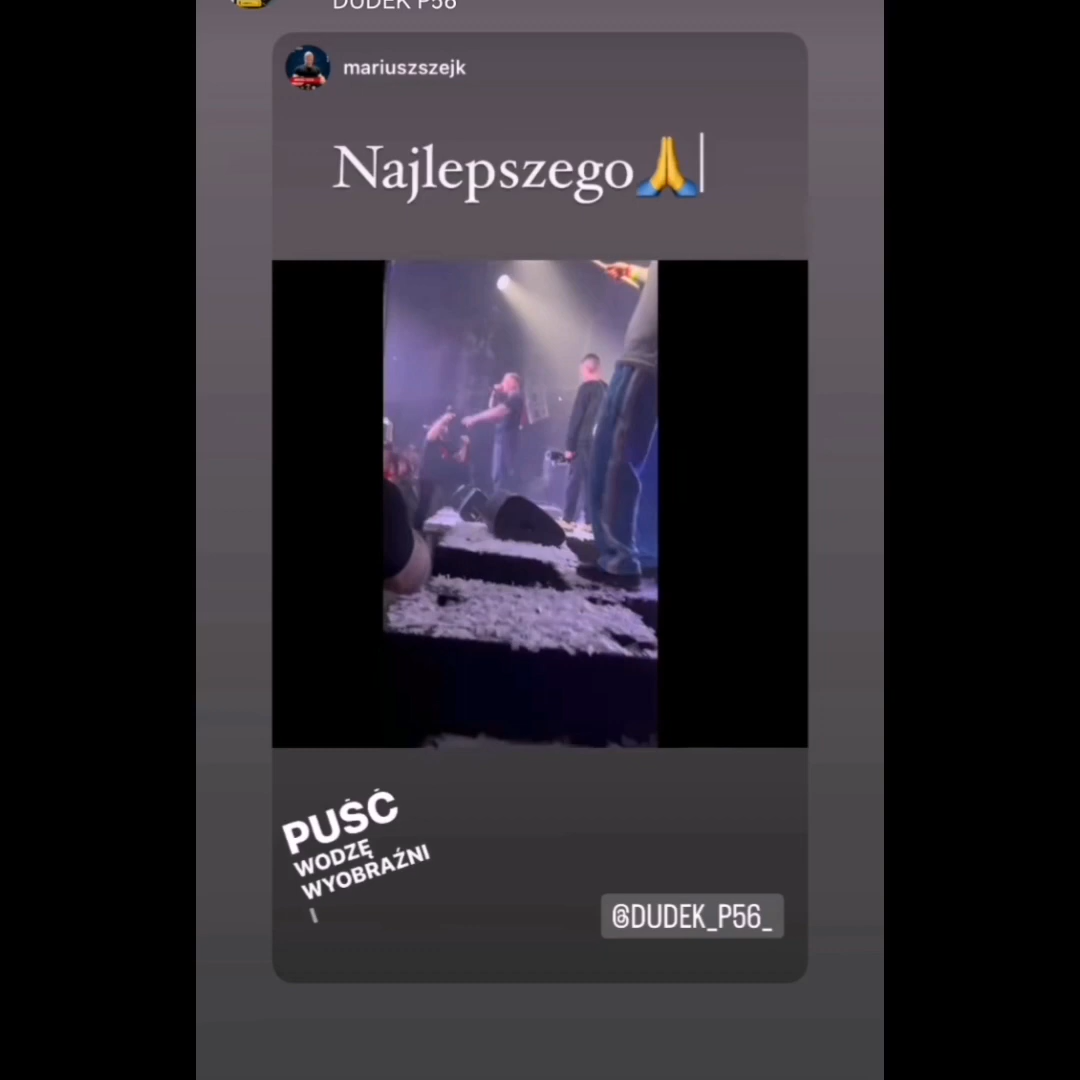 DUDEK P56
mariuszszejk
Najlepszego🙏
PUŚĆ
WODZĘ
WYOBRAŹNI
@DUDEK_P56_